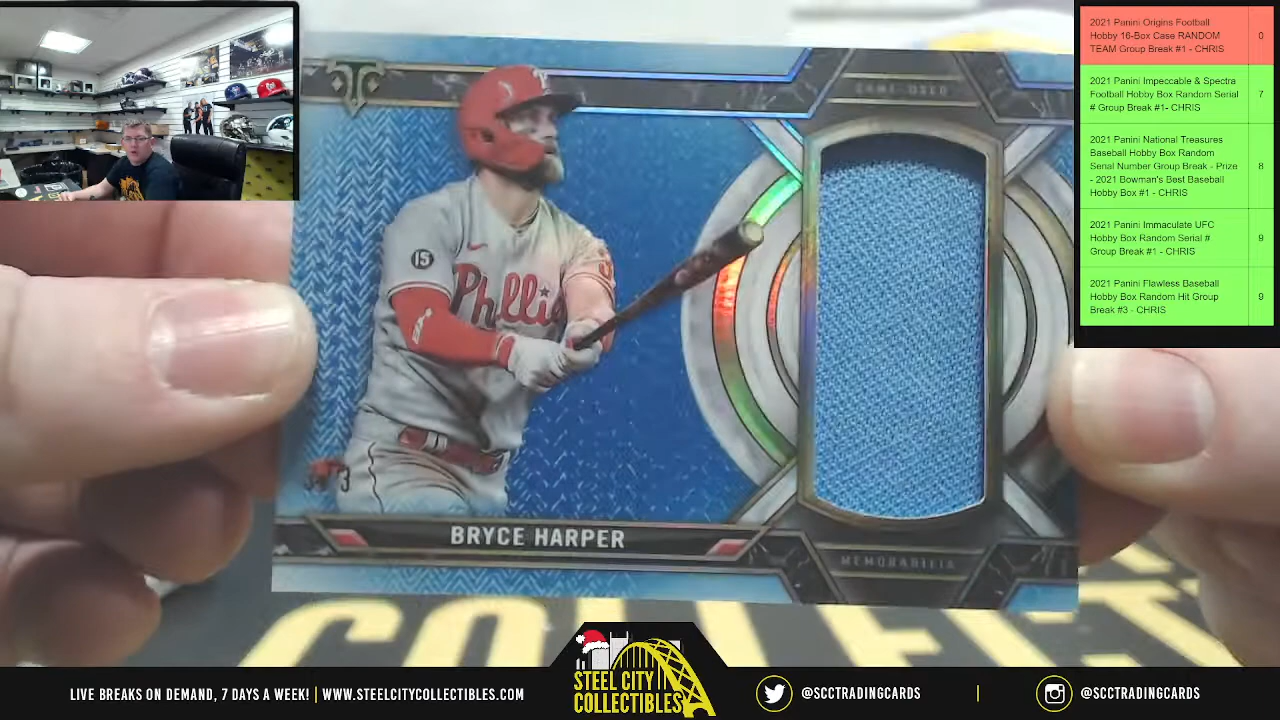 2021 Panini Origins Football
Hobby 16-Box Case RANDOM
TEAM Group Break #1 - CHRIS
0
2021 Panini Impeccable & Spectra
Football Hobby Box Random Serial
# Group Break #1- CHRIS
7
2021 Panini National Treasures
Baseball Hobby Box Random
Serial Number Group Break - Prize
- 2021 Bowman's Best Baseball
Hobby Box #1 - CHRIS
8
2021 Panini Immaculate UFC
Hobby Box Random Serial #
Group Break #1 - CHRIS
9
2021 Panini Flawless Baseball
Hobby Box Random Hit Group
Break #3 - CHRIS
9
GAME-USED
15
Phillies
3
BRYCE HARPER
MEMORABILIA
COLLECT
STEEL CITY
COLLECTIBLES
LIVE BREAKS ON DEMAND, 7 DAYS A WEEK! | WWW.STEELCITYCOLLECTIBLES.COM
@SCCTRADINGCARDS | @SCCTRADINGCARDS